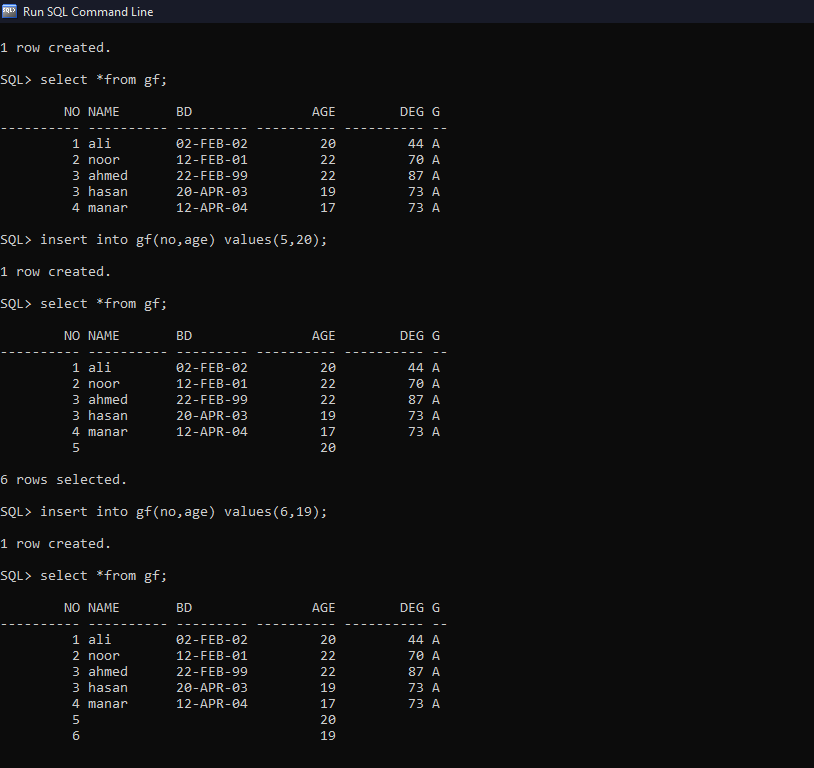 Run SQL Command Line
1 row created.
SQL> select *from gf;
        NO NAME       BD               AGE        DEG G
---------- ---------- --------- ---------- ---------- --
         1 ali        02-FEB-02         20         44 A
         2 noor       12-FEB-01         22         70 A
         3 ahmed      22-FEB-99         22         87 A
         3 hasan      20-APR-03         19         73 A
         4 manar      12-APR-04         17         73 A
SQL> insert into gf(no,age) values(5,20);
1 row created.
SQL> select *from gf;
        NO NAME       BD               AGE        DEG G
---------- ---------- --------- ---------- ---------- --
         1 ali        02-FEB-02         20         44 A
         2 noor       12-FEB-01         22         70 A
         3 ahmed      22-FEB-99         22         87 A
         3 hasan      20-APR-03         19         73 A
         4 manar      12-APR-04         17         73 A
         5                              20
6 rows selected.
SQL> insert into gf(no,age) values(6,19);
1 row created.
SQL> select *from gf;
        NO NAME       BD               AGE        DEG G
---------- ---------- --------- ---------- ---------- --
         1 ali        02-FEB-02         20         44 A
         2 noor       12-FEB-01         22         70 A
         3 ahmed      22-FEB-99         22         87 A
         3 hasan      20-APR-03         19         73 A
         4 manar      12-APR-04         17         73 A
         5                              20
         6                              19